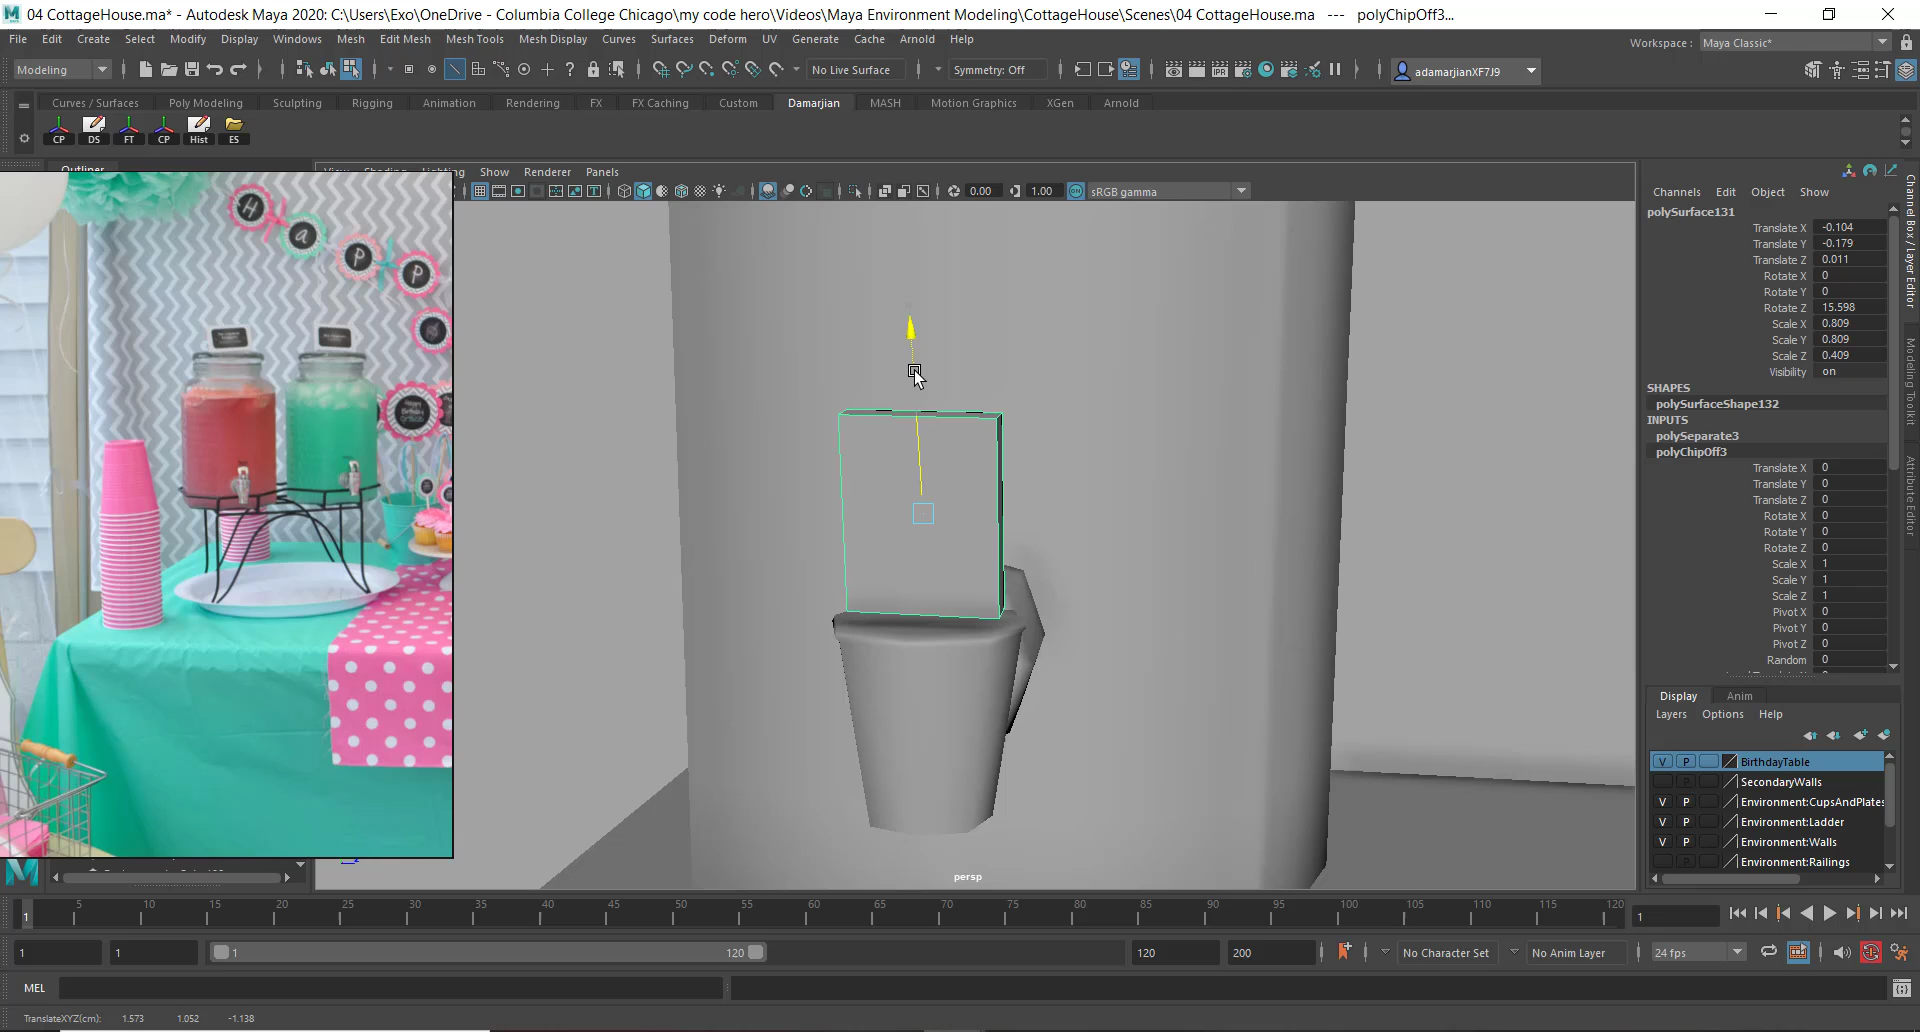 04 CottageHouse.ma* - Autodesk Maya 2020: C:\Users\Exo\OneDrive - Columbia College Chicago\my code hero\Videos\Maya Environment Modeling\CottageHouse\Scenes\04 CottageHouse.ma --- polyChipOff3...
File Edit Create Select Modify Display Windows Mesh Edit Mesh Mesh Tools Mesh Display Curves Surfaces Deform UV Generate Cache Arnold Help
Workspace : Maya Classic*
Modeling
No Live Surface
Symmetry: Off
IPR
adamarjianXF7J9
Curves / Surfaces Poly Modeling Sculpting Rigging Animation Rendering FX FX Caching Custom Damarjian MASH Motion Graphics XGen Arnold
CP DS FT CP Hist ES
Show Renderer Panels
0.00 1.00 sRGB gamma
H a P P
Channels Edit Object Show
polySurface131
Translate X -0.104
Translate Y -0.179
Translate Z 0.011
Rotate X 0
Rotate Y 0
Rotate Z 15.598
Scale X 0.809
Scale Y 0.809
Scale Z 0.409
Visibility on
SHAPES
polySurfaceShape132
INPUTS
polySeparate3
polyChipOff3
Translate X 0
Translate Y 0
Translate Z 0
Rotate X 0
Rotate Y 0
Rotate Z 0
Scale X 1
Scale Y 1
Scale Z 1
Pivot X 0
Pivot Y 0
Pivot Z 0
Random 0
Channel Box / Layer Editor
Modeling Toolkit
Attribute Editor
Display Anim
Layers Options Help
V P BirthdayTable
SecondaryWalls
V P Environment:CupsAndPlates
V P Environment:Ladder
V P Environment:Walls
Environment:Railings
persp
5 10 15 20 25 30 35 40 45 50 55 60 65 70 75 80 85 90 95 100 105 110 115 120
1
1
1 1 1 120 120 200 No Character Set No Anim Layer 24 fps
MEL
TranslateXYZ(cm): 1.573 1.052 -1.138